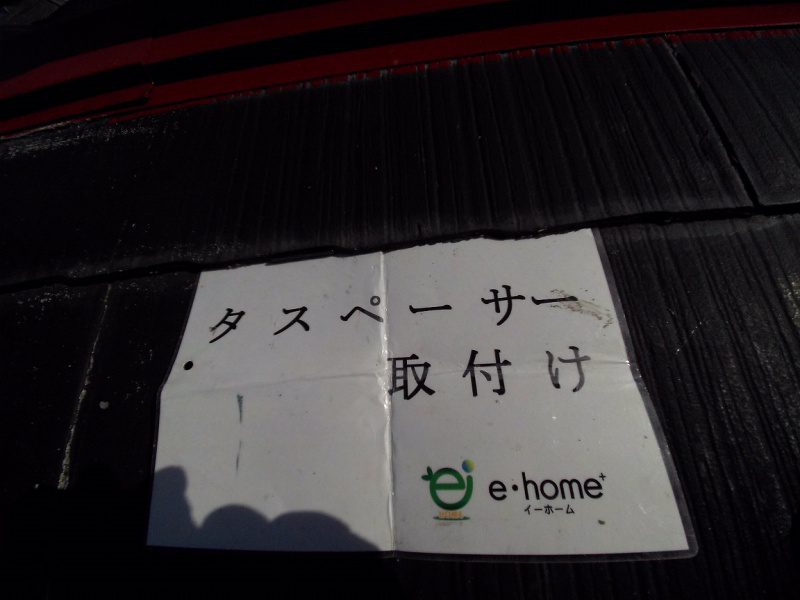 タスペーサー
取付け
e・home+
イーホーム